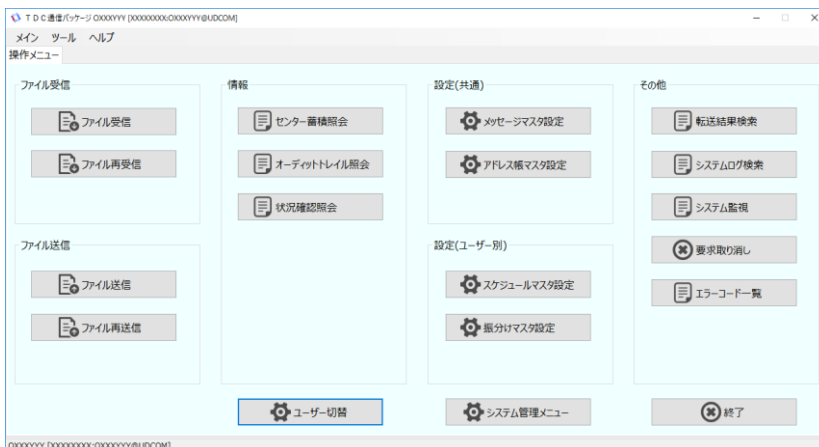 TDC通信パッケージ OXXXYYY [XXXXXXXX:OXXXYYY@UDCOM]
メイン ツール ヘルプ
操作メニュー
ファイル受信
ファイル受信
ファイル再受信
ファイル送信
ファイル送信
ファイル再送信
情報
センター蓄積照会
オーディットトレイル照会
状況確認照会
設定(共通)
メッセージマスタ設定
アドレス帳マスタ設定
設定(ユーザー別)
スケジュールマスタ設定
振分けマスタ設定
その他
転送結果検索
システムログ検索
システム監視
要求取り消し
エラーコード一覧
ユーザー切替
システム管理メニュー
終了
OXXXYYY [XXXXXXXX:OXXXYYY@UDCOM]